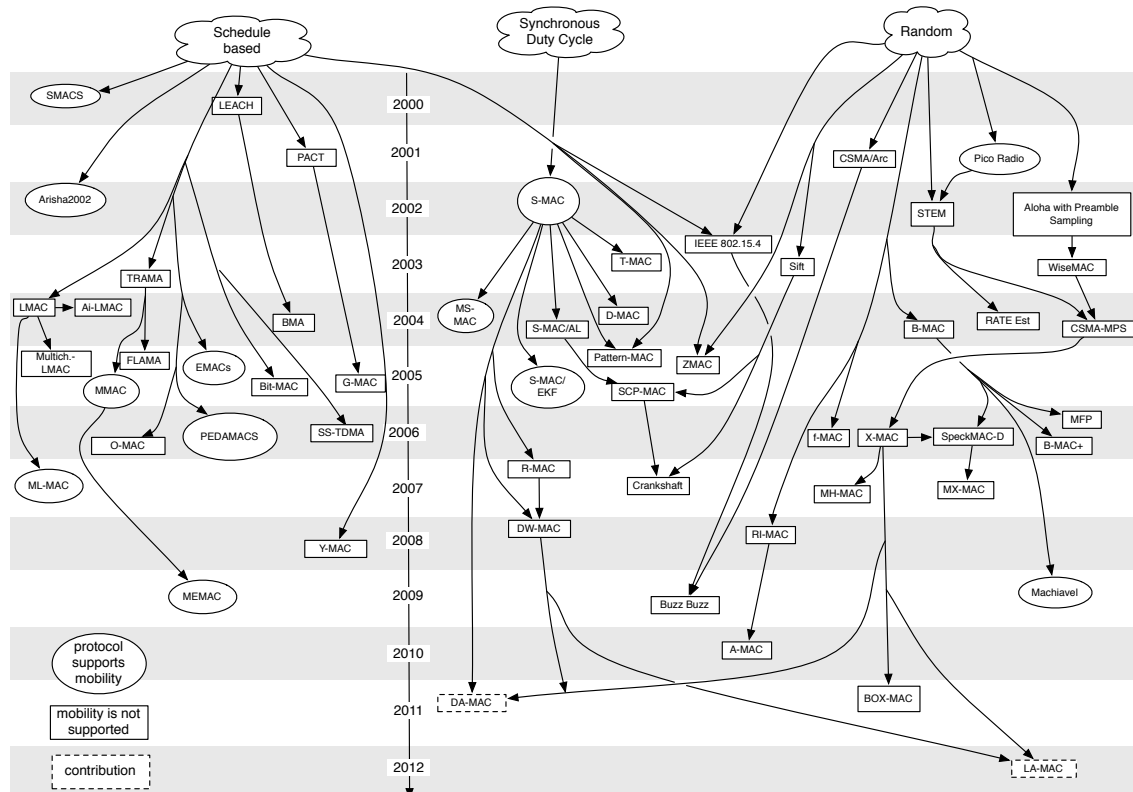 Schedule
based
Synchronous
Duty Cycle
Random
SMACS
LEACH
2000
PACT
2001
CSMA/Arc
Pico Radio
Arisha2002
S-MAC
2002
STEM
Aloha with Preamble
Sampling
IEEE 802.15.4
T-MAC
2003
Sift
WiseMAC
TRAMA
LMAC
Ai-LMAC
BMA
MS-
MAC
D-MAC
2004
S-MAC/AL
B-MAC
RATE Est
CSMA-MPS
Multich.-
LMAC
FLAMA
EMACs
Pattern-MAC
ZMAC
MMAC
Bit-MAC
G-MAC
2005
S-MAC/
EKF
SCP-MAC
MFP
PEDAMACS
SS-TDMA
2006
f-MAC
X-MAC
SpeckMAC-D
B-MAC+
O-MAC
R-MAC
ML-MAC
2007
Crankshaft
MH-MAC
MX-MAC
DW-MAC
RI-MAC
Y-MAC
2008
MEMAC
2009
Buzz Buzz
Machiavel
protocol
supports
mobility
2010
A-MAC
DA-MAC
BOX-MAC
mobility is not
supported
2011
contribution
2012
LA-MAC